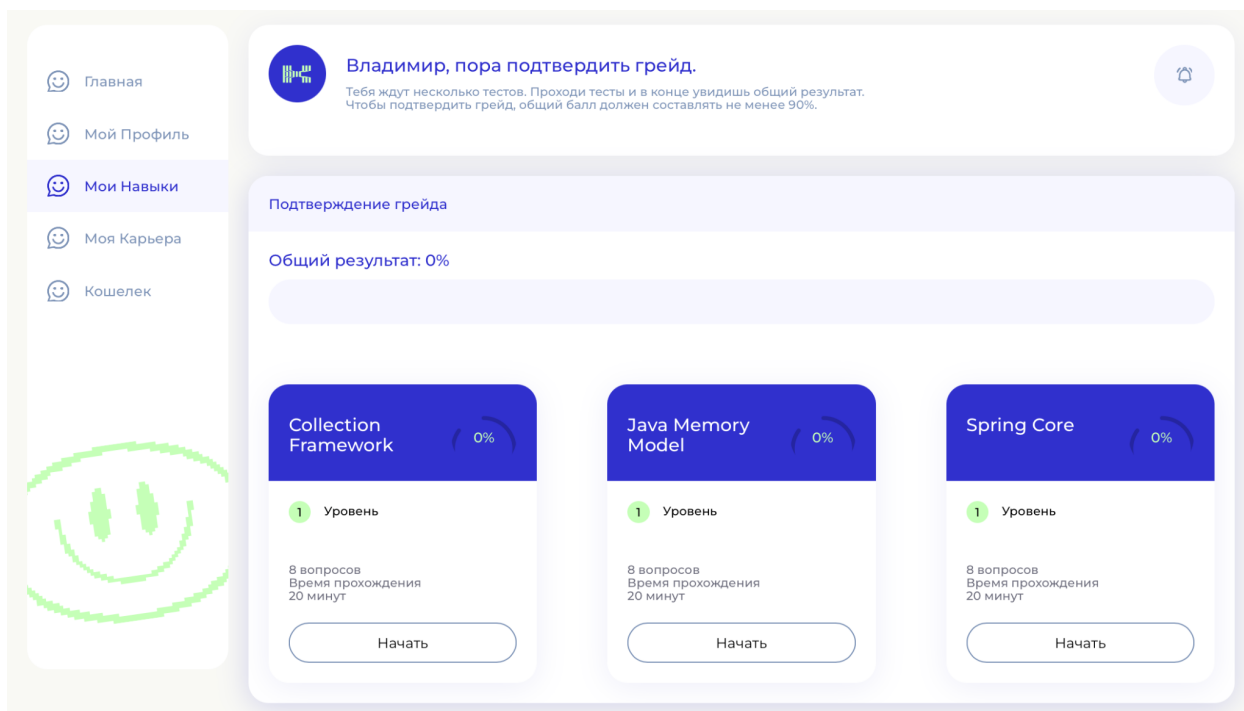 Главная
Мой Профиль
Мои Навыки
Моя Карьера
Кошелек
Владимир, пора подтвердить грейд.
Тебя ждут несколько тестов. Проходи тесты и в конце увидишь общий результат.
Чтобы подтвердить грейд, общий балл должен составлять не менее 90%.
Подтверждение грейда
Общий результат: 0%
Collection
Framework
0%
1 Уровень
8 вопросов
Время прохождения
20 минут
Начать
Java Memory
Model
0%
1 Уровень
8 вопросов
Время прохождения
20 минут
Начать
Spring Core
0%
1 Уровень
8 вопросов
Время прохождения
20 минут
Начать